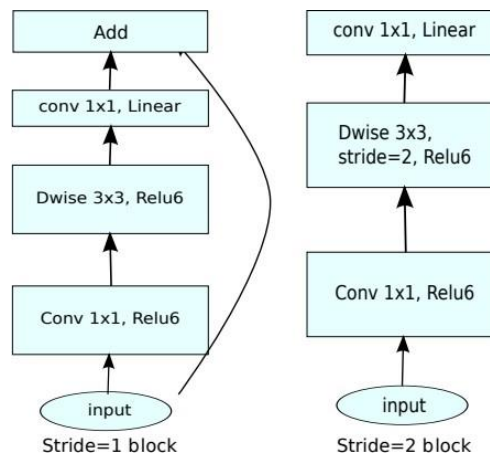 Add
conv 1x1, Linear
Dwise 3x3, Relu6
Conv 1x1, Relu6
input
Stride=1 block
conv 1x1, Linear
Dwise 3x3,
stride=2, Relu6
Conv 1x1, Relu6
input
Stride=2 block